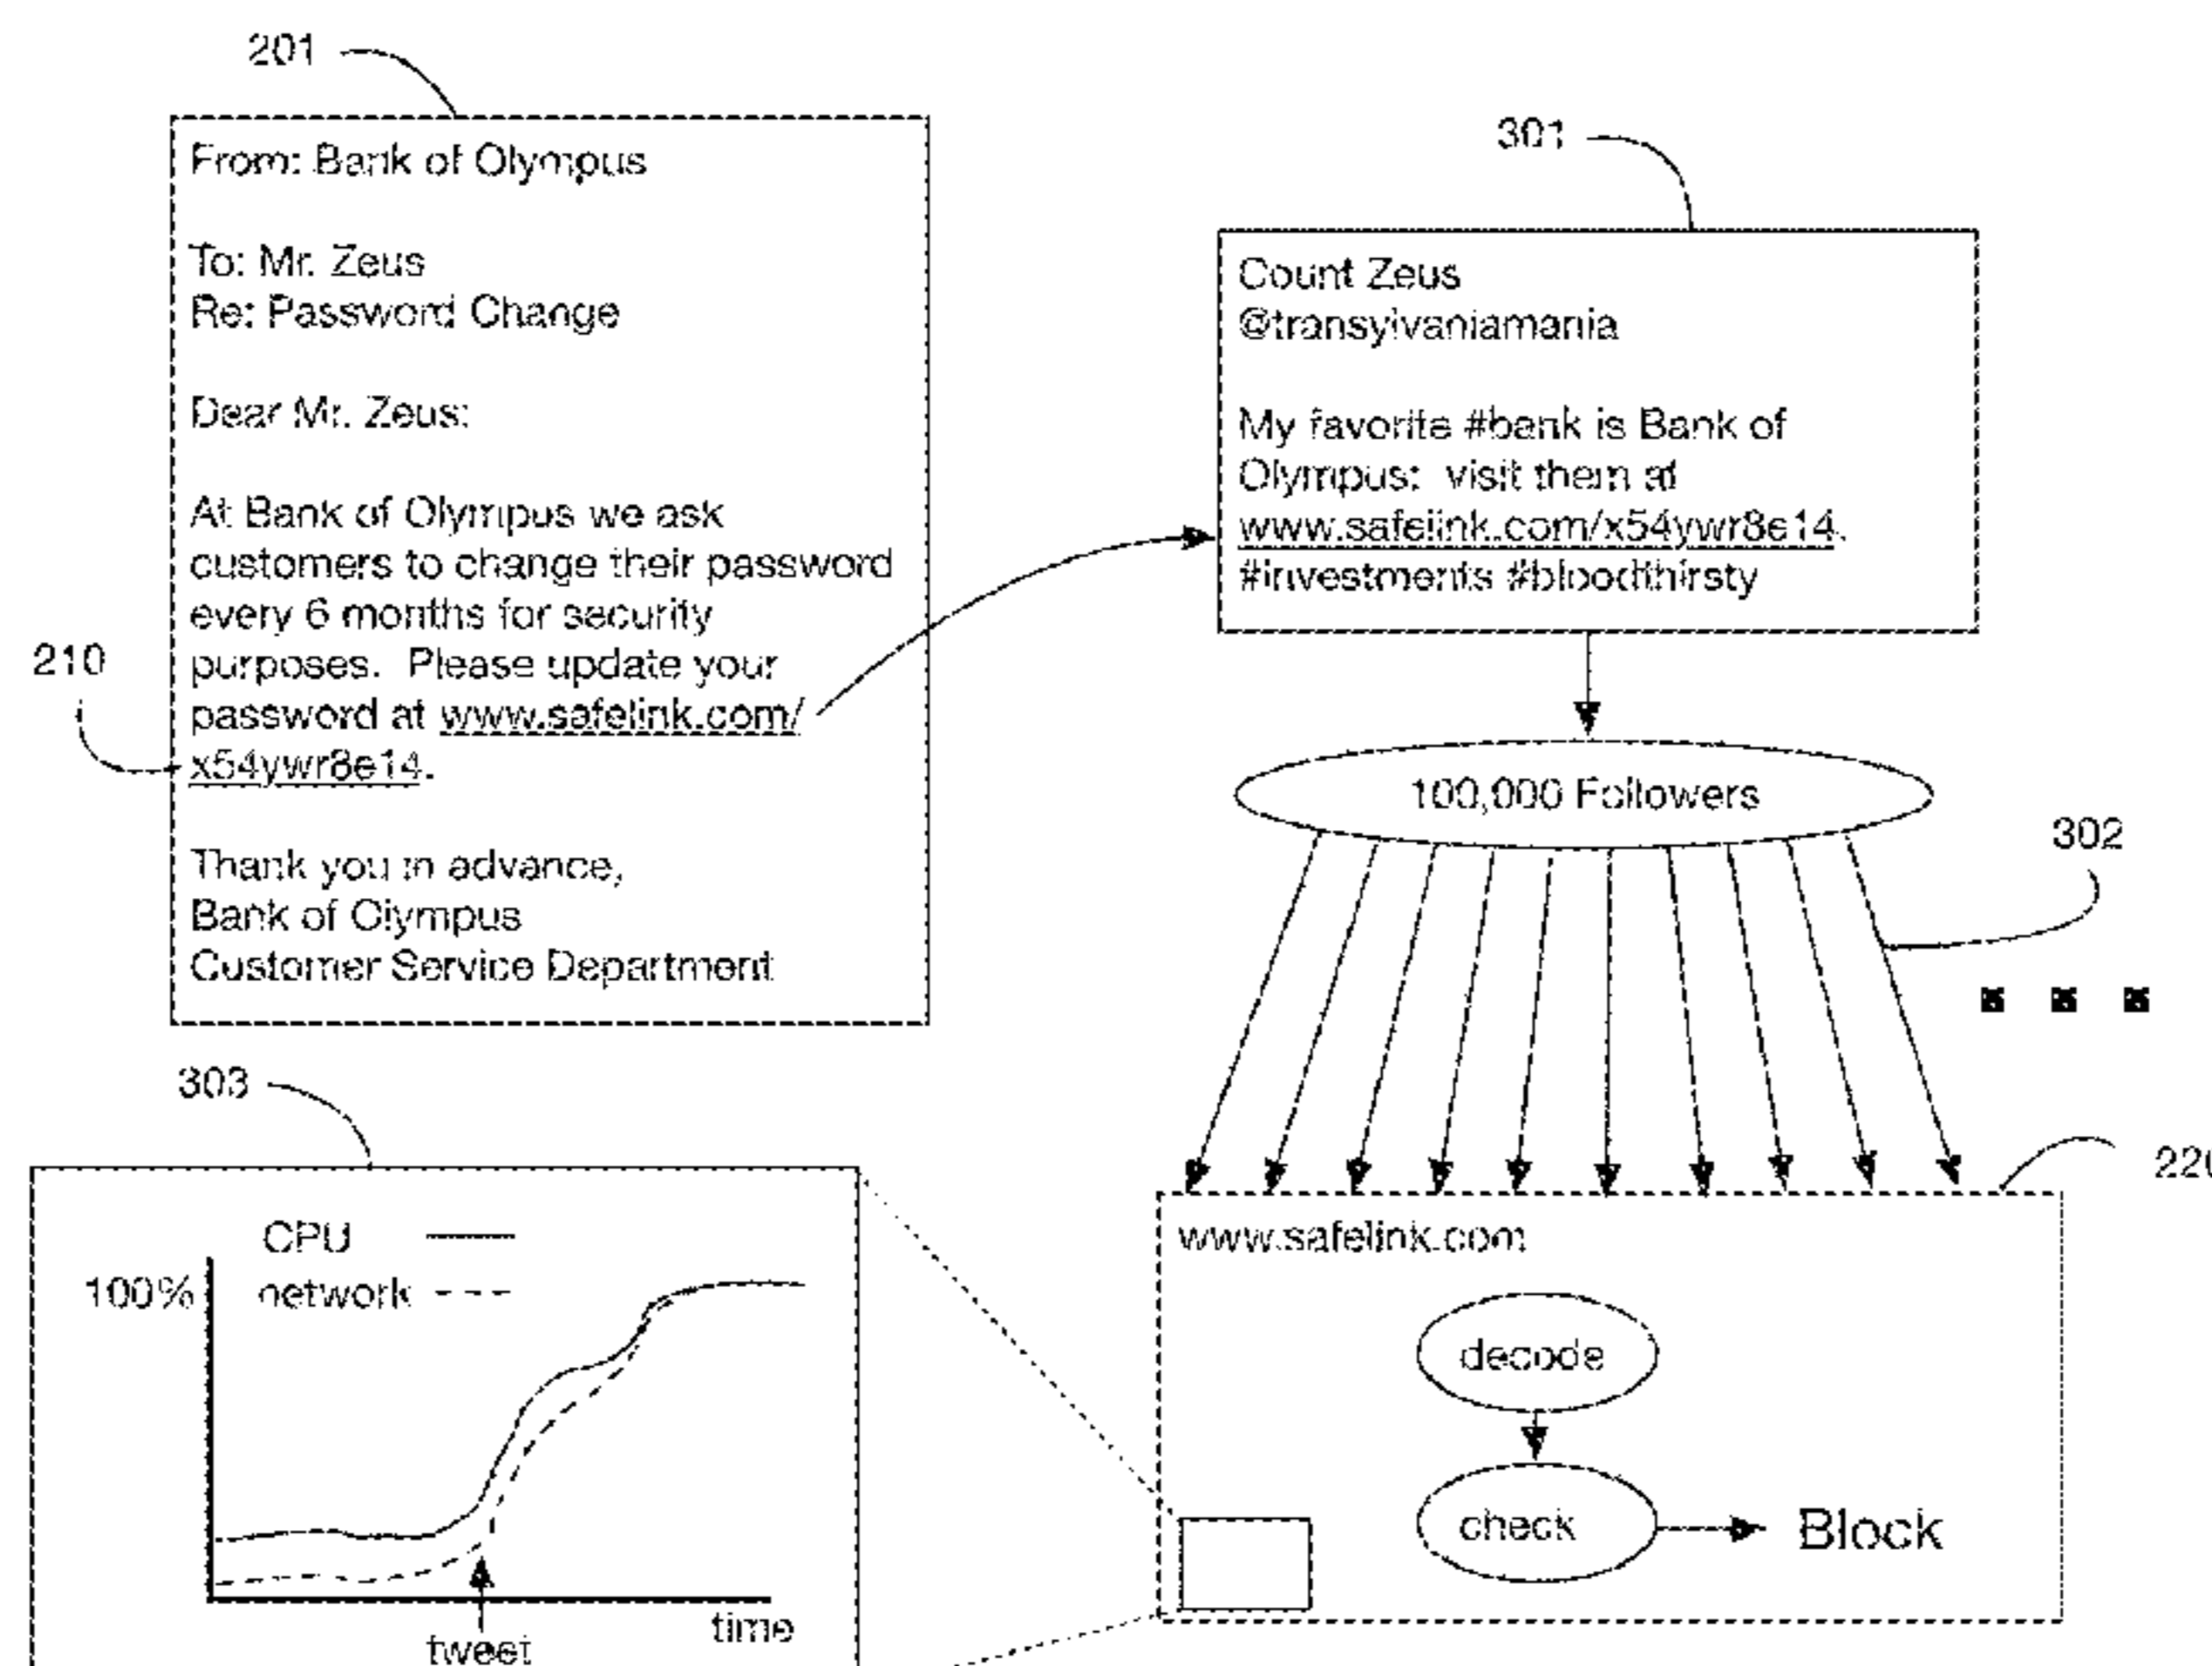 201
From: Bank of Olympus
To: Mr. Zeus
Re: Password Change
Dear Mr. Zeus:
At Bank of Olympus we ask
customers to change their password
every 6 months for security
purposes. Please update your
password at www.safelink.com/
x54ywr8e14.
Thank you in advance,
Bank of Olympus
Customer Service Department
210
301
Count Zeus
@transylvaniamania
My favorite #bank is Bank of
Olympus: visit them at
www.safelink.com/x54ywr8e14.
#investments #bloodthirsty
100,000 Followers
302
303
CPU
100%
network
time
tweet
220
www.safelink.com
decode
check
Block